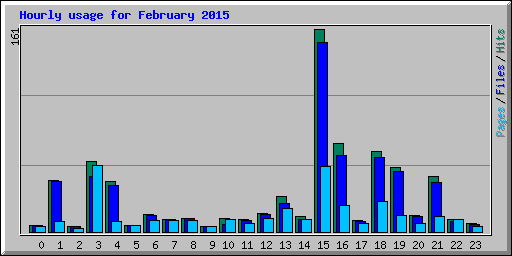 Hourly usage for February 2015
161
Pages/Files/Hits
0 1 2 3 4 5 6 7 8 9 10 11 12 13 14 15 16 17 18 19 20 21 22 23